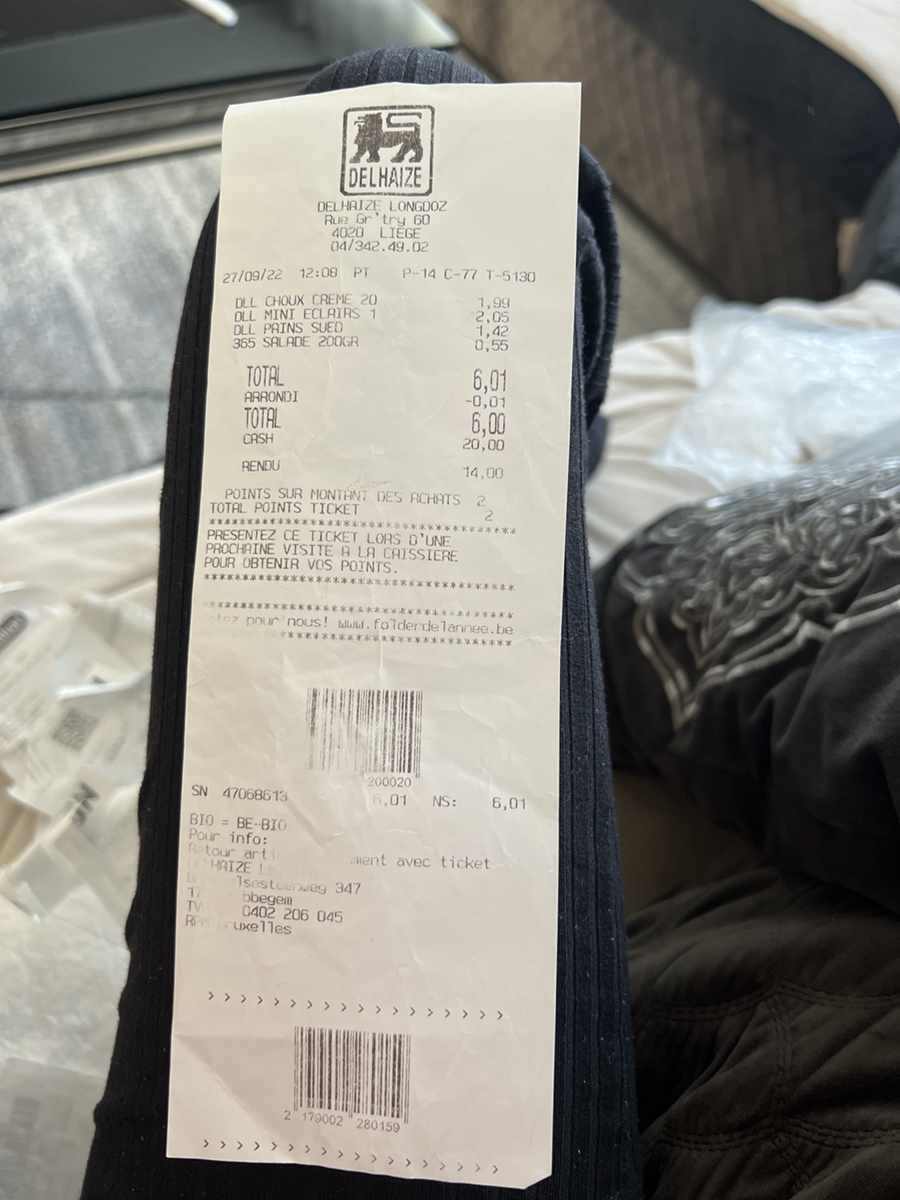 DELHAIZE
DELHAIZE LONGDOZ
Rue Gr'try 60
4020 LIEGE
04/342.49.02
27/09/22 12:08 PT P-14 C-77 T-5130
DLL CHOUX CREME 20 1,99
DLL MINI ECLAIRS 1 2,05
DLL PAINS SUED 1,42
365 SALADE 200GR 0,55
TOTAL 6,01
ARRONDI -0,01
TOTAL 6,00
CASH 20,00
RENDU 14,00
POINTS SUR MONTANT DES ACHATS 2
TOTAL POINTS TICKET 2
****************************************
PRESENTEZ CE TICKET LORS D'UNE
PROCHAINE VISITE A LA CAISSIERE
POUR OBTENIR VOS POINTS.
****************************************
****************************************
pour nous! www.folderdelannee.be
******************************
200020
SN 47068613 6,01 NS: 6,01
BIO = BE-BIO
Pour info:
Retour avec ticket
347
0402 206 045
> > > > > > > > > > > > > > > > > > >
2 179002 280159
> > > > > > > > > > > > > > > > > > >